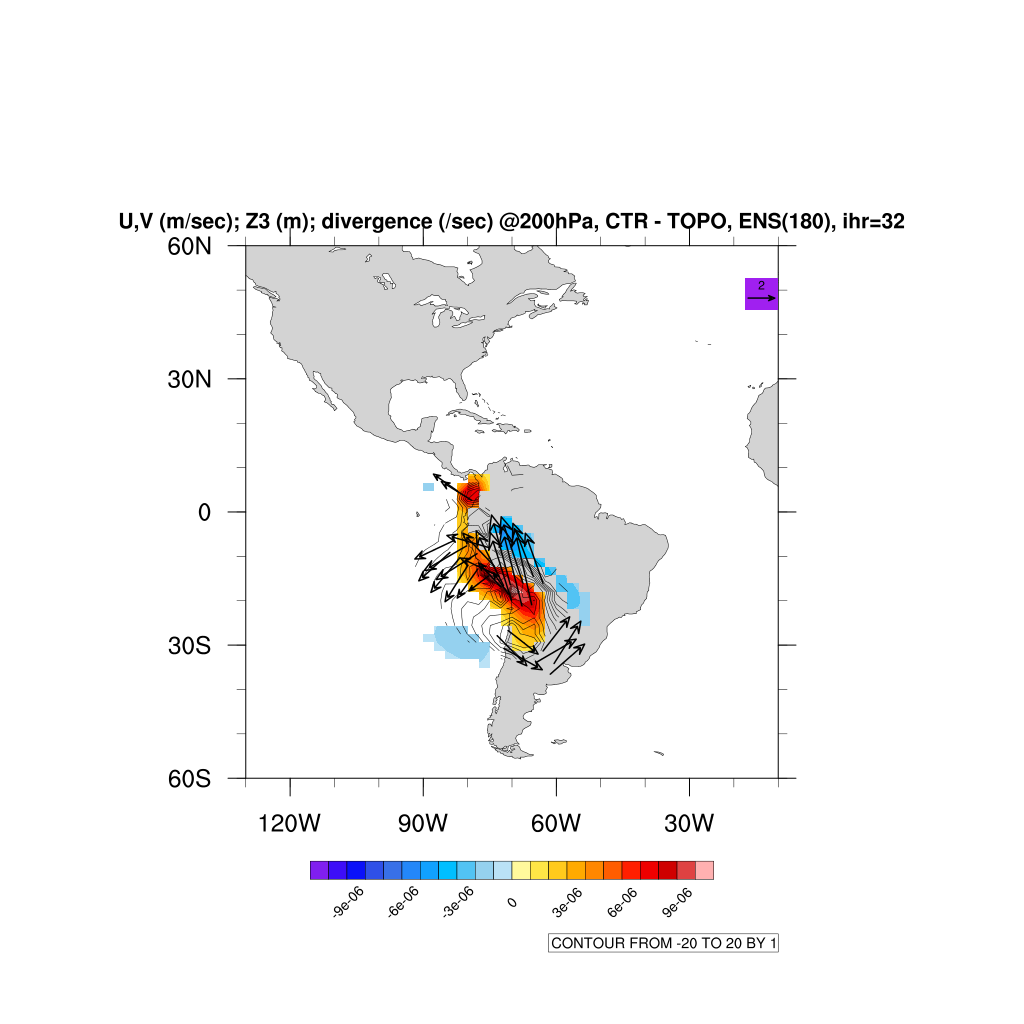 U,V (m/sec); Z3 (m); divergence (/sec) @200hPa, CTR - TOPO, ENS(180), ihr=32
60N
2
30N
0
30S
60S
120W 90W 60W 30W
-9e-06 -6e-06 -3e-06 0 3e-06 6e-06 9e-06
CONTOUR FROM -20 TO 20 BY 1